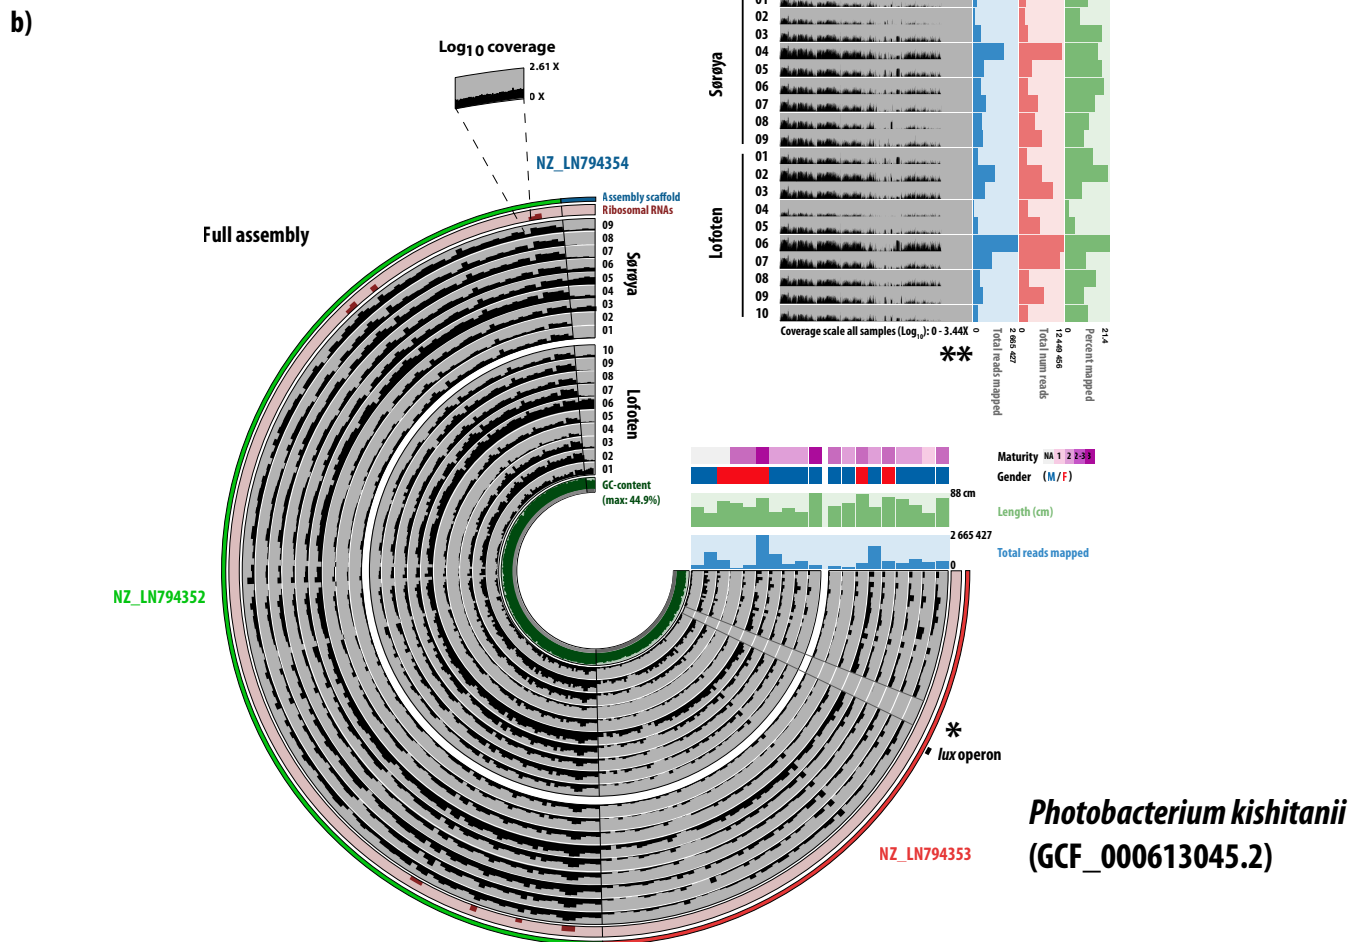 b)
Log10 coverage
2.61 X
0 X
NZ_LN794354
Assembly scaffold
Ribosomal RNAs
Full assembly
09
08
07
06
05
04
03
02
01
Sørøya
10
09
08
07
06
05
04
03
02
01
Lofoten
GC-content
(max: 44.9%)
NZ_LN794352
01
02
03
04
05
06
07
08
09
Sørøya
01
02
03
04
05
06
07
08
09
10
Lofoten
Coverage scale all samples (Log10): 0 - 3.44X
**
0
2 665 427
Total reads mapped
0
12 449 456
Total num reads
0
21.4
Percent mapped
Maturity NA 1 2 2-3 3
Gender (M / F)
88 cm
Length (cm)
2 665 427
Total reads mapped
0
*
lux operon
NZ_LN794353
Photobacterium kishitanii
(GCF_000613045.2)